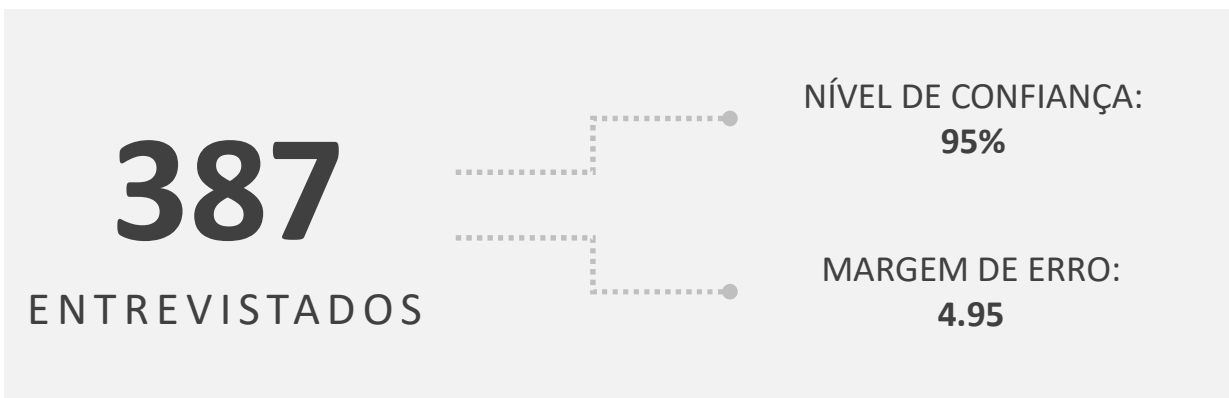 387
ENTREVISTADOS
NÍVEL DE CONFIANÇA:
95%
MARGEM DE ERRO:
4.95